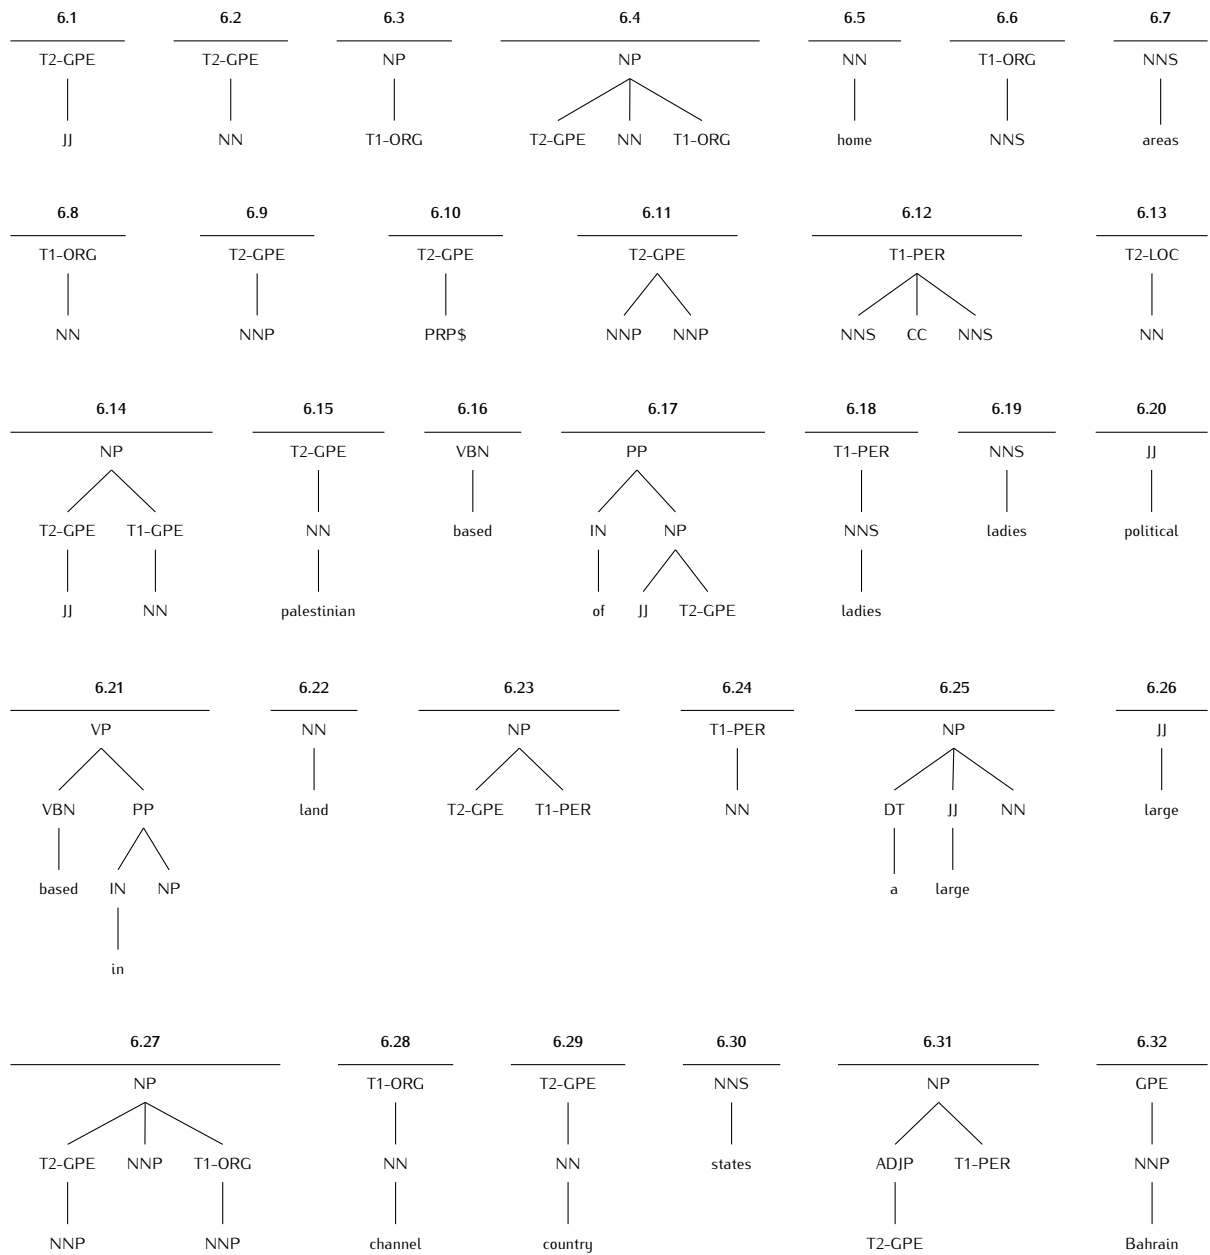 6.1 6.2 6.3 6.4 6.5 6.6 6.7
T2-GPE T2-GPE NP NP NN T1-ORG NNS
JJ NN T1-ORG T2-GPE NN T1-ORG home NNS areas
6.8 6.9 6.10 6.11 6.12 6.13
T1-ORG T2-GPE T2-GPE T2-GPE T1-PER T2-LOC
NN NNP PRP$ NNP NNP NNS CC NNS NN
6.14 6.15 6.16 6.17 6.18 6.19 6.20
NP T2-GPE VBN PP T1-PER NNS JJ
T2-GPE T1-GPE NN based IN NP NNS ladies political
JJ NN palestinian of JJ T2-GPE ladies
6.21 6.22 6.23 6.24 6.25 6.26
VP NN NP T1-PER NP JJ
VBN PP land T2-GPE T1-PER NN DT JJ NN large
based IN NP a large
in
6.27 6.28 6.29 6.30 6.31 6.32
NP T1-ORG T2-GPE NNS NP GPE
T2-GPE NNP T1-ORG NN NN states ADJP T1-PER NNP
NNP NNP channel country T2-GPE Bahrain